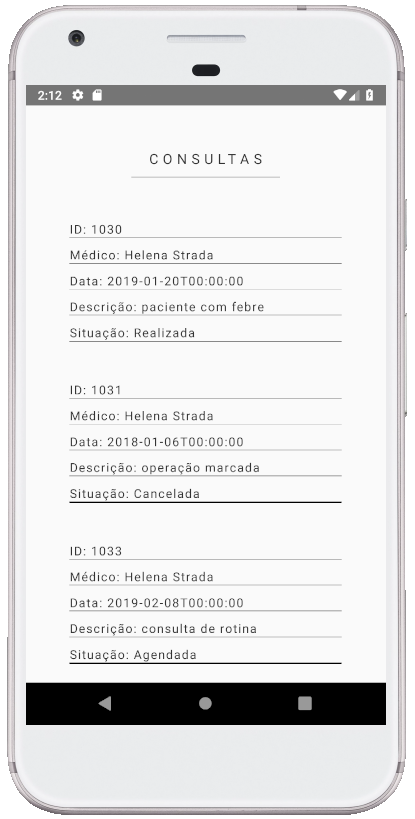 2:12
CONSULTAS
ID: 1030
Médico: Helena Strada
Data: 2019-01-20T00:00:00
Descrição: paciente com febre
Situação: Realizada
ID: 1031
Médico: Helena Strada
Data: 2018-01-06T00:00:00
Descrição: operação marcada
Situação: Cancelada
ID: 1033
Médico: Helena Strada
Data: 2019-02-08T00:00:00
Descrição: consulta de rotina
Situação: Agendada